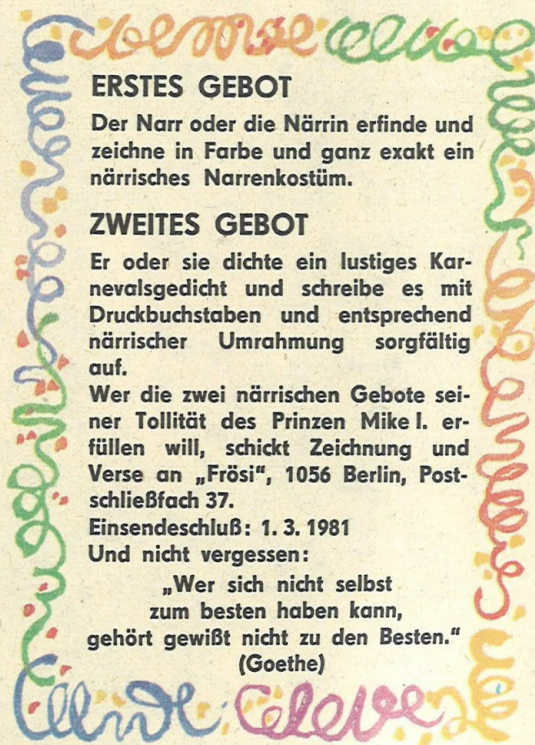 ERSTES GEBOT
Der Narr oder die Närrin erfinde und
zeichne in Farbe und ganz exakt ein
närrisches Narrenkostüm.
ZWEITES GEBOT
Er oder sie dichte ein lustiges Kar-
nevalsgedicht und schreibe es mit
Druckbuchstaben und entsprechend
närrischer Umrahmung sorgfältig
auf.
Wer die zwei närrischen Gebote sei-
ner Tollität des Prinzen Mike I. er-
füllen will, schickt Zeichnung und
Verse an „Frösi“, 1056 Berlin, Post-
schließfach 37.
Einsendeschluß: 1. 3. 1981
Und nicht vergessen:
„Wer sich nicht selbst
zum besten haben kann,
gehört gewißt nicht zu den Besten.“
(Goethe)